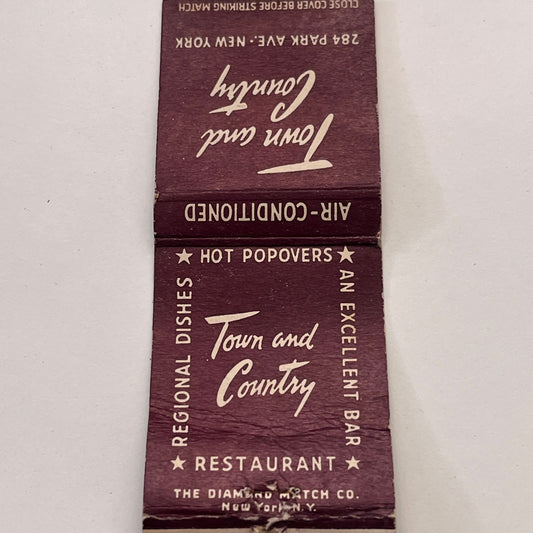 CLOSE COVER BEFORE STRIKING MATCH
284 PARK AVE.·NEW YORK
Town and
Country
AIR-CONDITIONED
★ HOT POPOVERS ★
REGIONAL DISHES
Town and
Country
AN EXCELLENT BAR
★ RESTAURANT ★
THE DIAMOND MATCH CO.
New York N.Y.